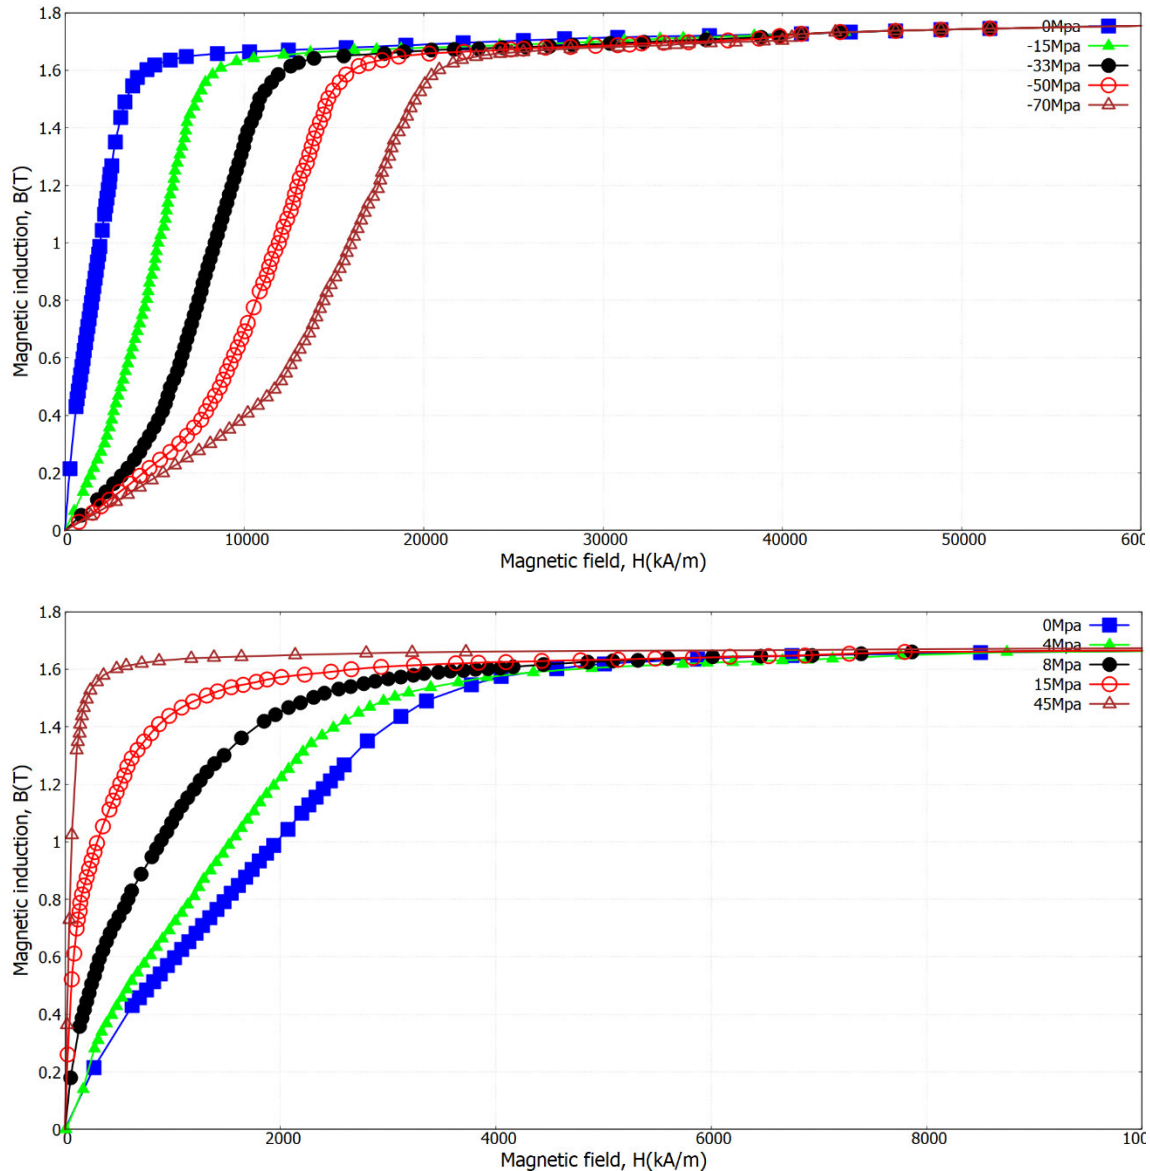 1.8
1.6
1.4
1.2
1
0.8
0.6
0.4
0.2
0
Magnetic induction, B(T)
0Mpa
-15Mpa
-33Mpa
-50Mpa
-70Mpa
0 10000 20000 30000 40000 50000 6000
Magnetic field, H(kA/m)
1.8
1.6
1.4
1.2
1
0.8
0.6
0.4
0.2
0
Magnetic induction, B(T)
0Mpa
4Mpa
8Mpa
15Mpa
45Mpa
0 2000 4000 6000 8000 1000
Magnetic field, H(kA/m)